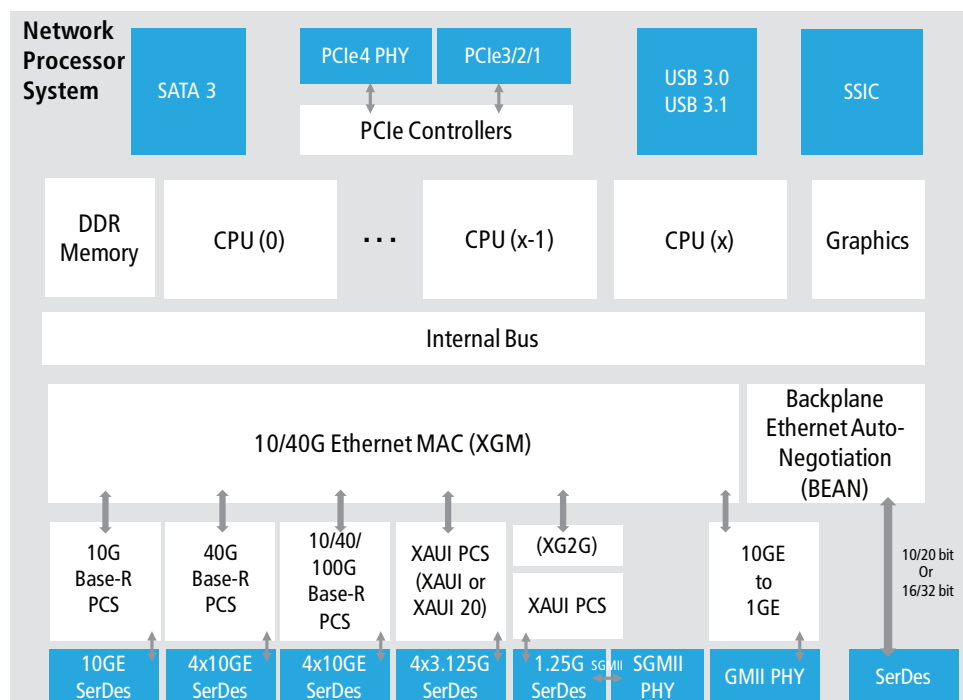 Network
Processor
System
SATA 3
PCIe4 PHY
PCIe3/2/1
PCIe Controllers
USB 3.0
USB 3.1
SSIC
DDR
Memory
CPU (0)
...
CPU (x-1)
CPU (x)
Graphics
Internal Bus
10/40G Ethernet MAC (XGM)
Backplane
Ethernet Auto-
Negotiation
(BEAN)
10G
Base-R
PCS
40G
Base-R
PCS
10/40/
100G
Base-R
PCS
XAUI PCS
(XAUI or
XAUI 20)
(XG2G)
XAUI PCS
10GE
to
1GE
10/20 bit
Or
16/32 bit
10GE
SerDes
4x10GE
SerDes
4x10GE
SerDes
4x3.125G
SerDes
1.25G
SerDes
SGMII
SGMII
PHY
GMII PHY
SerDes